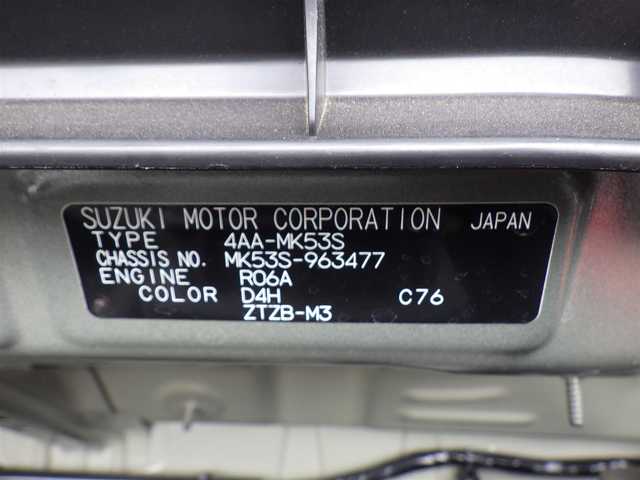 SUZUKI MOTOR CORPORATION JAPAN
TYPE 4AA-MK53S
CHASSIS NO. MK53S-963477
ENGINE R06A
COLOR D4H C76
ZTZB-M3